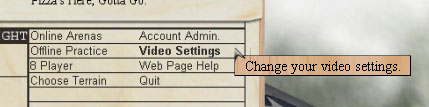 Pizza's Here, Gotta Go.
GHT Online Arenas Account Admin.
Offline Practice Video Settings
8 Player Web Page Help
Choose Terrain Quit
Change your video settings.